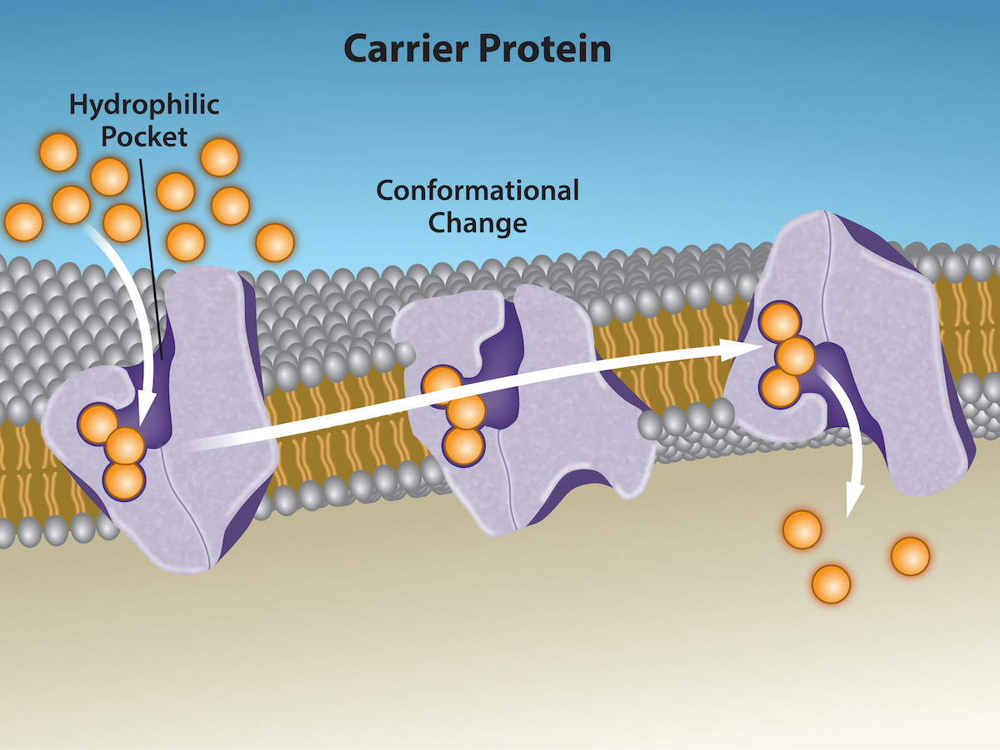 Carrier Protein
Hydrophilic
Pocket
Conformational
Change